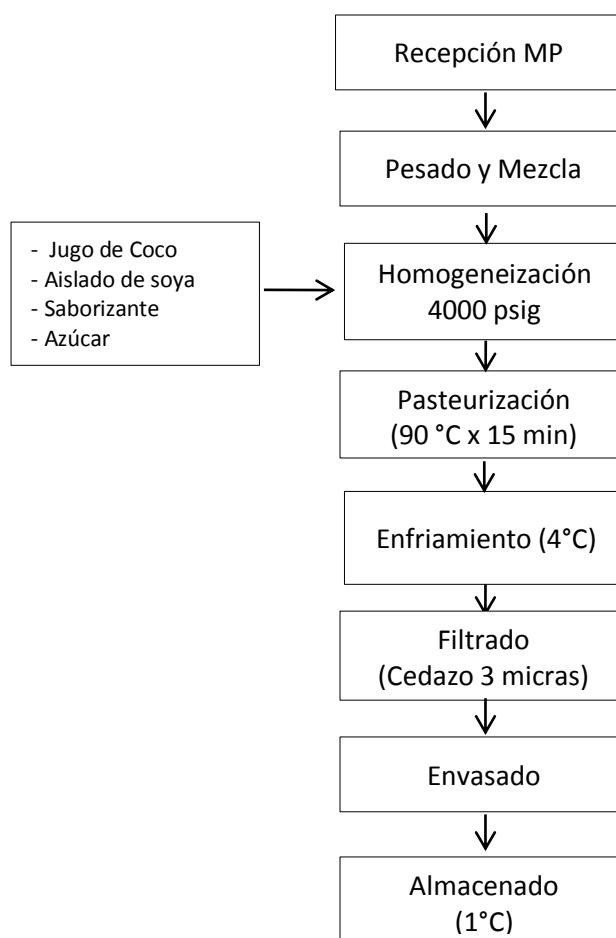 Recepción MP
Pesado y Mezcla
- Jugo de Coco
- Aislado de soya
- Saborizante
- Azúcar
Homogeneización
4000 psig
Pasteurización
(90 °C x 15 min)
Enfriamiento (4°C)
Filtrado
(Cedazo 3 micras)
Envasado
Almacenado
(1°C)